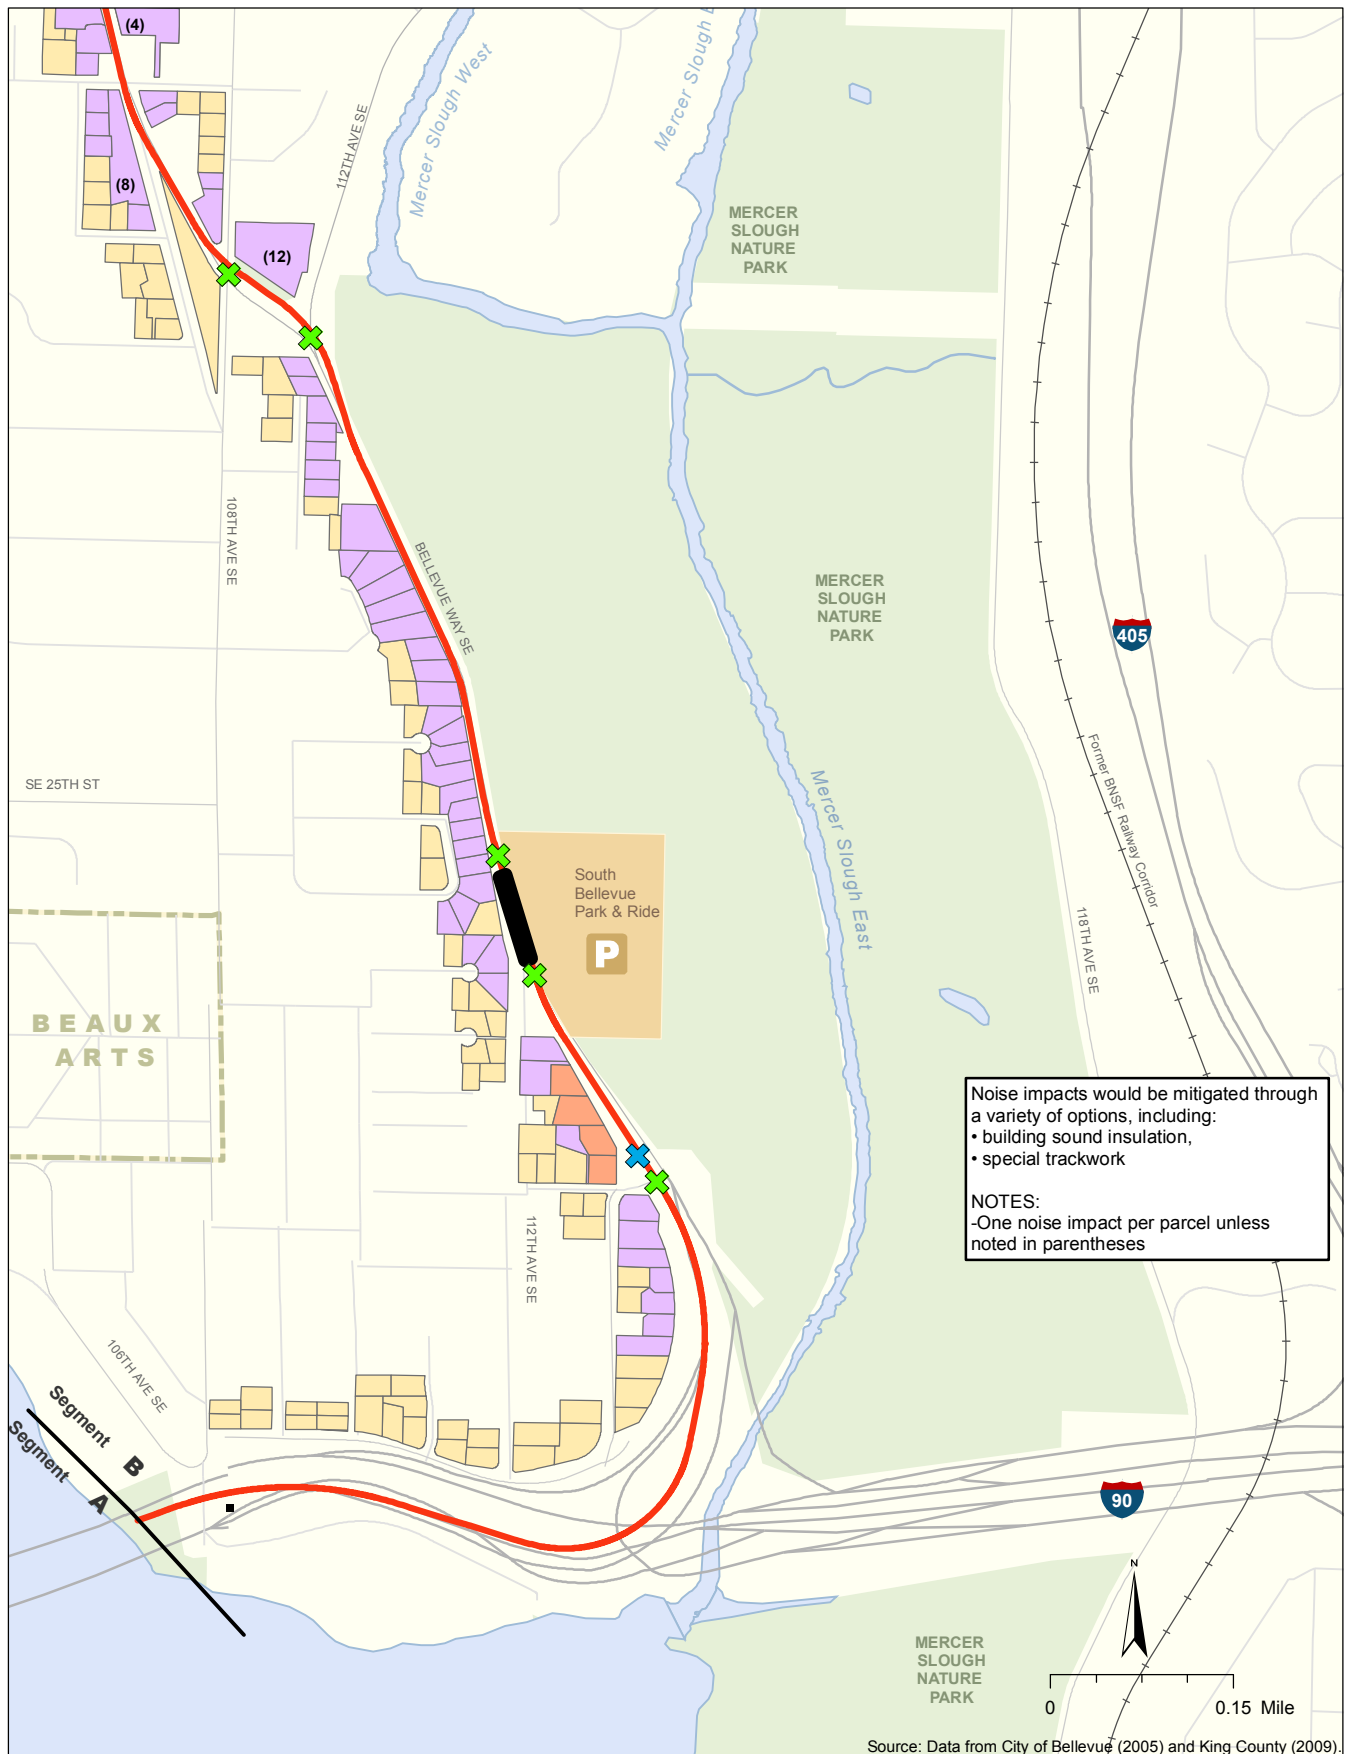 (4)
Mercer Slough West
Mercer Slough
112TH AVE SE
(8)
MERCER
SLOUGH
NATURE
PARK
(12)
108TH AVE SE
BELLEVUE WAY SE
MERCER
SLOUGH
NATURE
PARK
405
SE 25TH ST
Former BNSF Railway Corridor
Mercer Slough East
South
Bellevue
Park & Ride
P
118TH AVE SE
BEAUX
ARTS
Noise impacts would be mitigated through
a variety of options, including:
• building sound insulation,
• special trackwork
NOTES:
-One noise impact per parcel unless
noted in parentheses
112TH AVE SE
106TH AVE SE
Segment B
Segment A
90
N
MERCER
SLOUGH
NATURE
PARK
0 0.15 Mile
Source: Data from City of Bellevue (2005) and King County (2009).